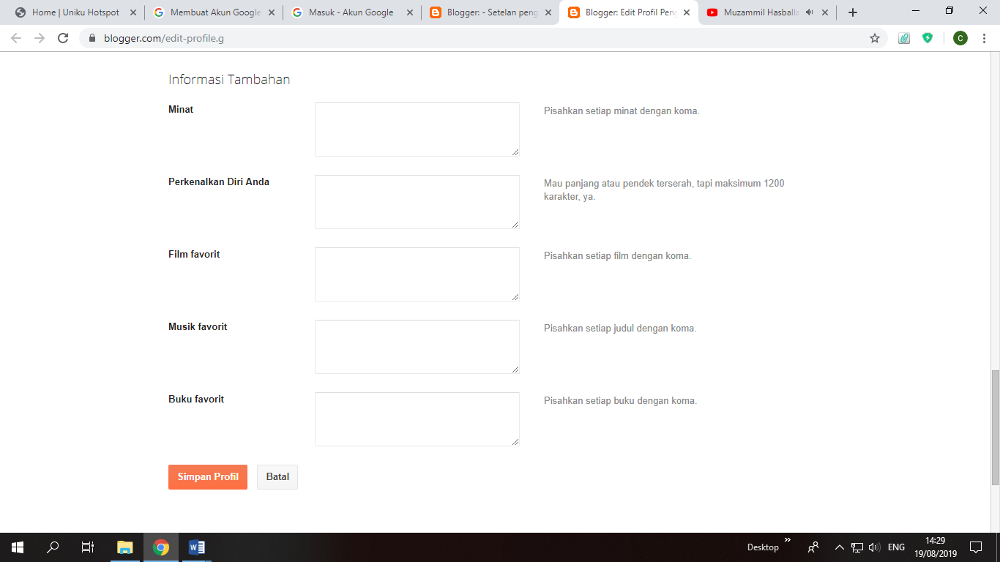 Home | Uniku Hotspot
Membuat Akun Google
Masuk - Akun Google
Blogger: - Setelan peng
Blogger: Edit Profil Peng
Muzammil Hasballa
blogger.com/edit-profile.g
C
Informasi Tambahan
Minat
Pisahkan setiap minat dengan koma.
Perkenalkan Diri Anda
Mau panjang atau pendek terserah, tapi maksimum 1200
karakter, ya.
Film favorit
Pisahkan setiap film dengan koma.
Musik favorit
Pisahkan setiap judul dengan koma.
Buku favorit
Pisahkan setiap buku dengan koma.
Simpan Profil
Batal
Desktop
ENG
14:29
19/08/2019